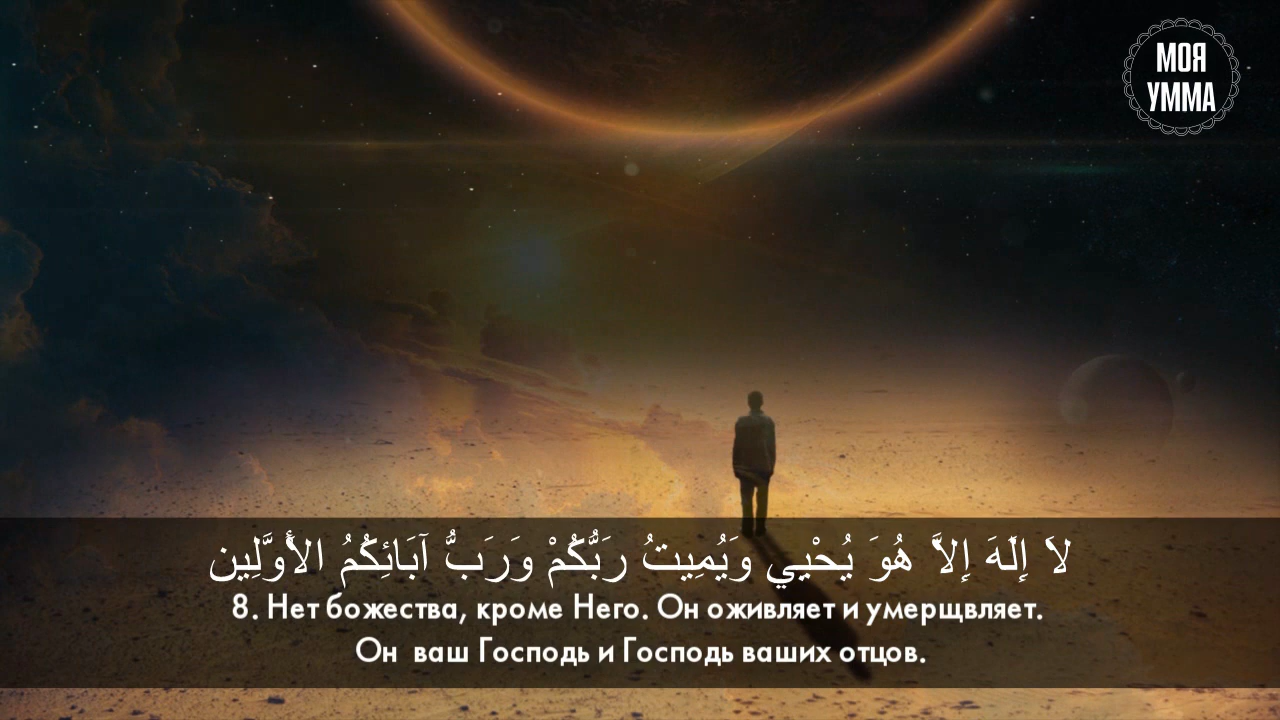 МОЯ
УММА
لاَ إِلَهَ إِلاَّ هُوَ يُحْيِي وَيُمِيتُ رَبُّكُمْ وَرَبُّ آبَائِكُمُ الأَوَّلِين
8. Нет божества, кроме Него. Он оживляет и умерщвляет.
Он ваш Господь и Господь ваших отцов.